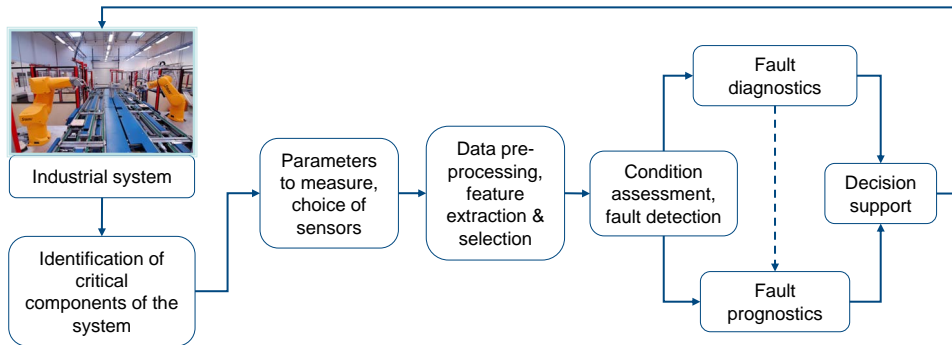 Industrial system
Identification of
critical
components of the
system
Parameters
to measure,
choice of
sensors
Data pre-
processing,
feature
extraction &
selection
Condition
assessment,
fault detection
Fault
diagnostics
Fault
prognostics
Decision
support